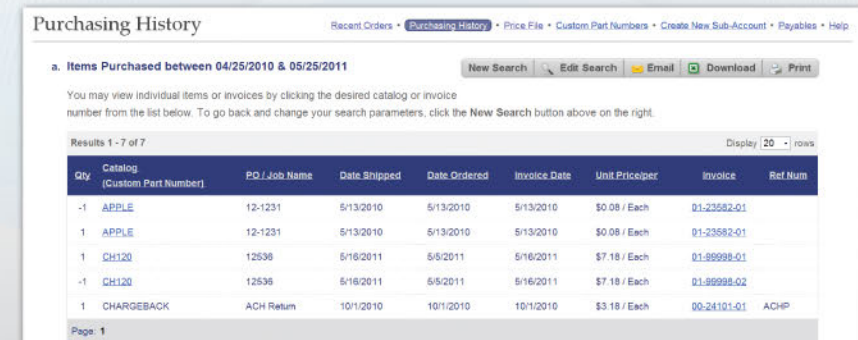 Purchasing History
Recent Orders • Purchasing History • Price File • Custom Part Numbers • Create New Sub-Account • Payables • Help
a. Items Purchased between 04/25/2010 & 05/25/2011
New Search Edit Search Email Download Print
You may view individual items or invoices by clicking the desired catalog or invoice
number from the list below. To go back and change your search parameters, click the New Search button above on the right.
Results 1 - 7 of 7 Display 20 rows
Qty Catalog (Custom Part Number) PO / Job Name Date Shipped Date Ordered Invoice Date Unit Price/per Invoice Ref Num
-1 APPLE 12-1231 5/13/2010 5/13/2010 5/13/2010 $0.08 / Each 01-23582-01
1 APPLE 12-1231 5/13/2010 5/13/2010 5/13/2010 $0.08 / Each 01-23582-01
1 CH120 12536 5/16/2011 5/5/2011 5/16/2011 $7.18 / Each 01-99998-01
-1 CH120 12536 5/16/2011 5/5/2011 5/16/2011 $7.18 / Each 01-99998-02
1 CHARGEBACK ACH Return 10/1/2010 10/1/2010 10/1/2010 $3.18 / Each 00-24101-01 ACHP
Page: 1